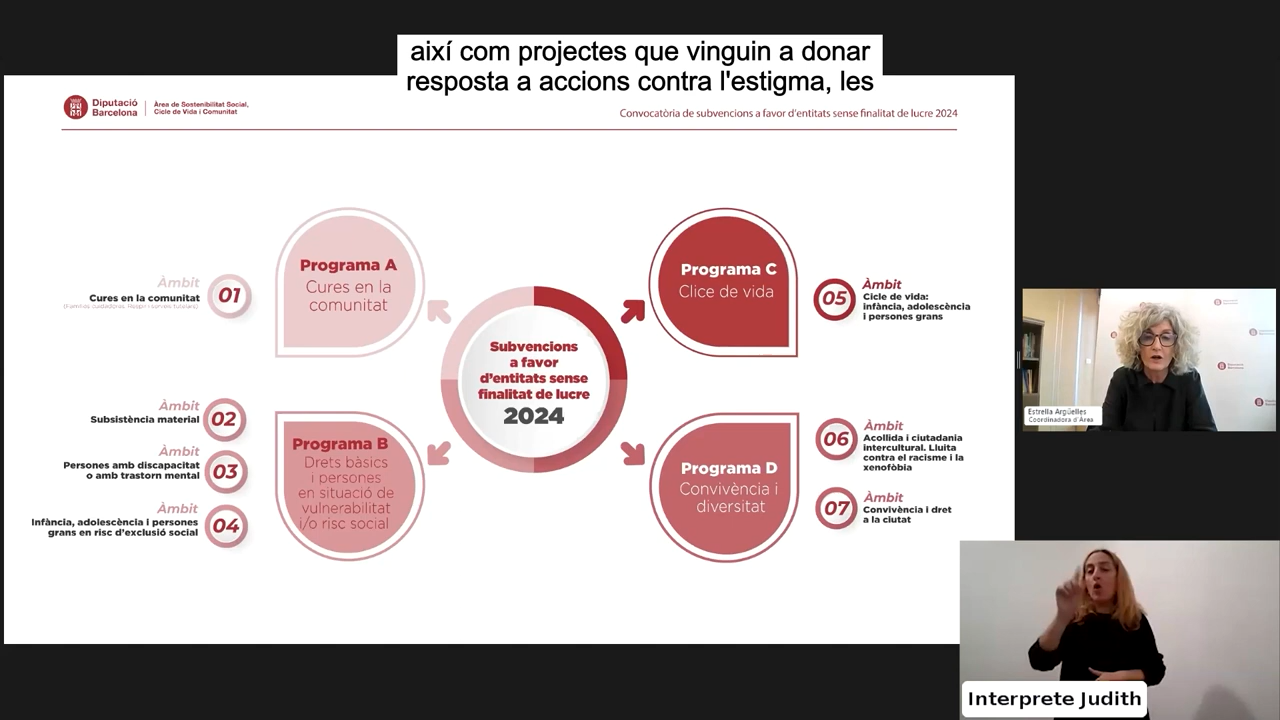 així com projectes que vinguin a donar
resposta a accions contra l'estigma, les
Diputació
Barcelona
Àrea de Sostenibilitat Social,
Cicle de Vida i Comunitat
Convocatòria de subvencions a favor d'entitats sense finalitat de lucre 2024
Àmbit
01
Cures en la comunitat
Programa A
Cures en la
comunitat
Àmbit
02
Subsistència material
Àmbit
03
Persones amb discapacitat
o amb trastorn mental
Àmbit
04
Infància, adolescència i persones
grans en risc d'exclusió social
Programa B
Drets bàsics
i persones
en situació de
vulnerabilitat
i/o risc social
Subvencions
a favor
d'entitats sense
finalitat de lucre
2024
Programa C
Clice de vida
05
Àmbit
Cicle de vida:
infància, adolescència
i persones grans
Programa D
Convivència i
diversitat
06
Àmbit
Acollida i ciutadania
intercultural. Lluita
contra el racisme i la
xenofòbia
07
Àmbit
Convivència i dret
a la ciutat
Diputació
Barcelona
Estrella Argüelles
Coordinadora d'Àrea
Interprete Judith